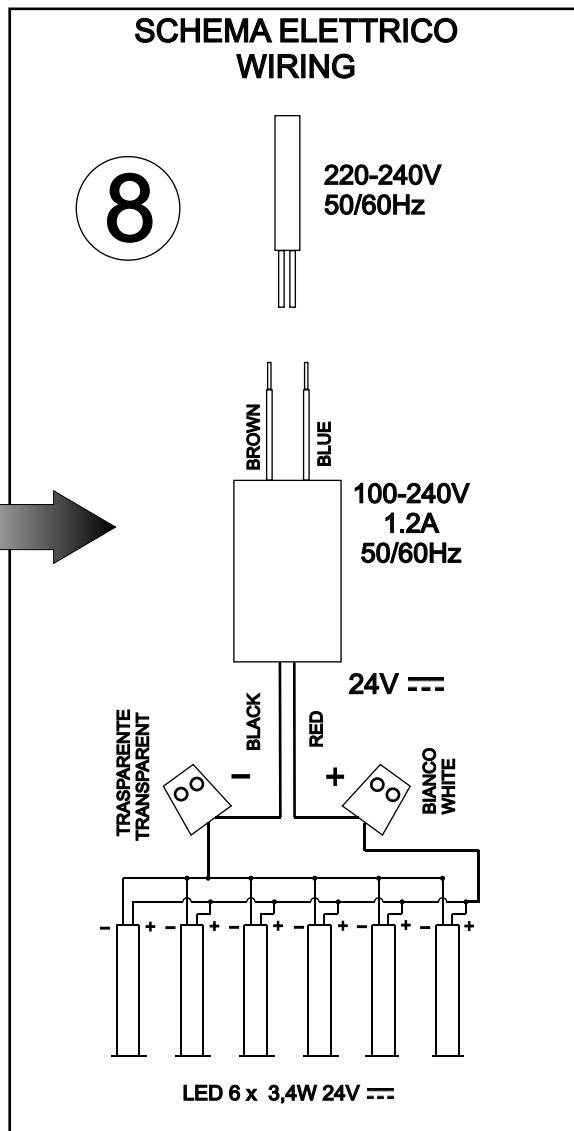 SCHEMA ELETTRICO
WIRING
8
220-240V
50/60Hz
BROWN
BLUE
100-240V
1.2A
50/60Hz
24V
BLACK
RED
TRASPARENTE
TRANSPARENT
-
+
BIANCO
WHITE
- + - + - + - + - + - +
LED 6 x 3,4W 24V